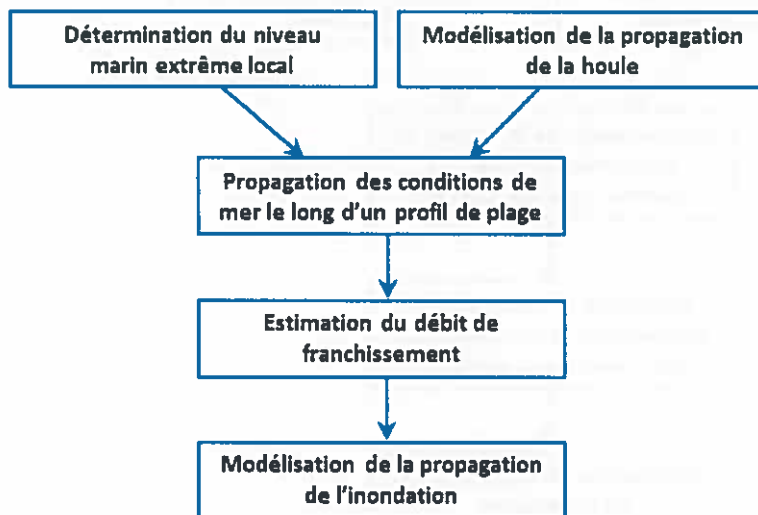 Détermination du niveau
marin extrême local
Modélisation de la propagation
de la houle
Propagation des conditions de
mer le long d'un profil de plage
Estimation du débit de
franchissement
Modélisation de la propagation
de l'inondation